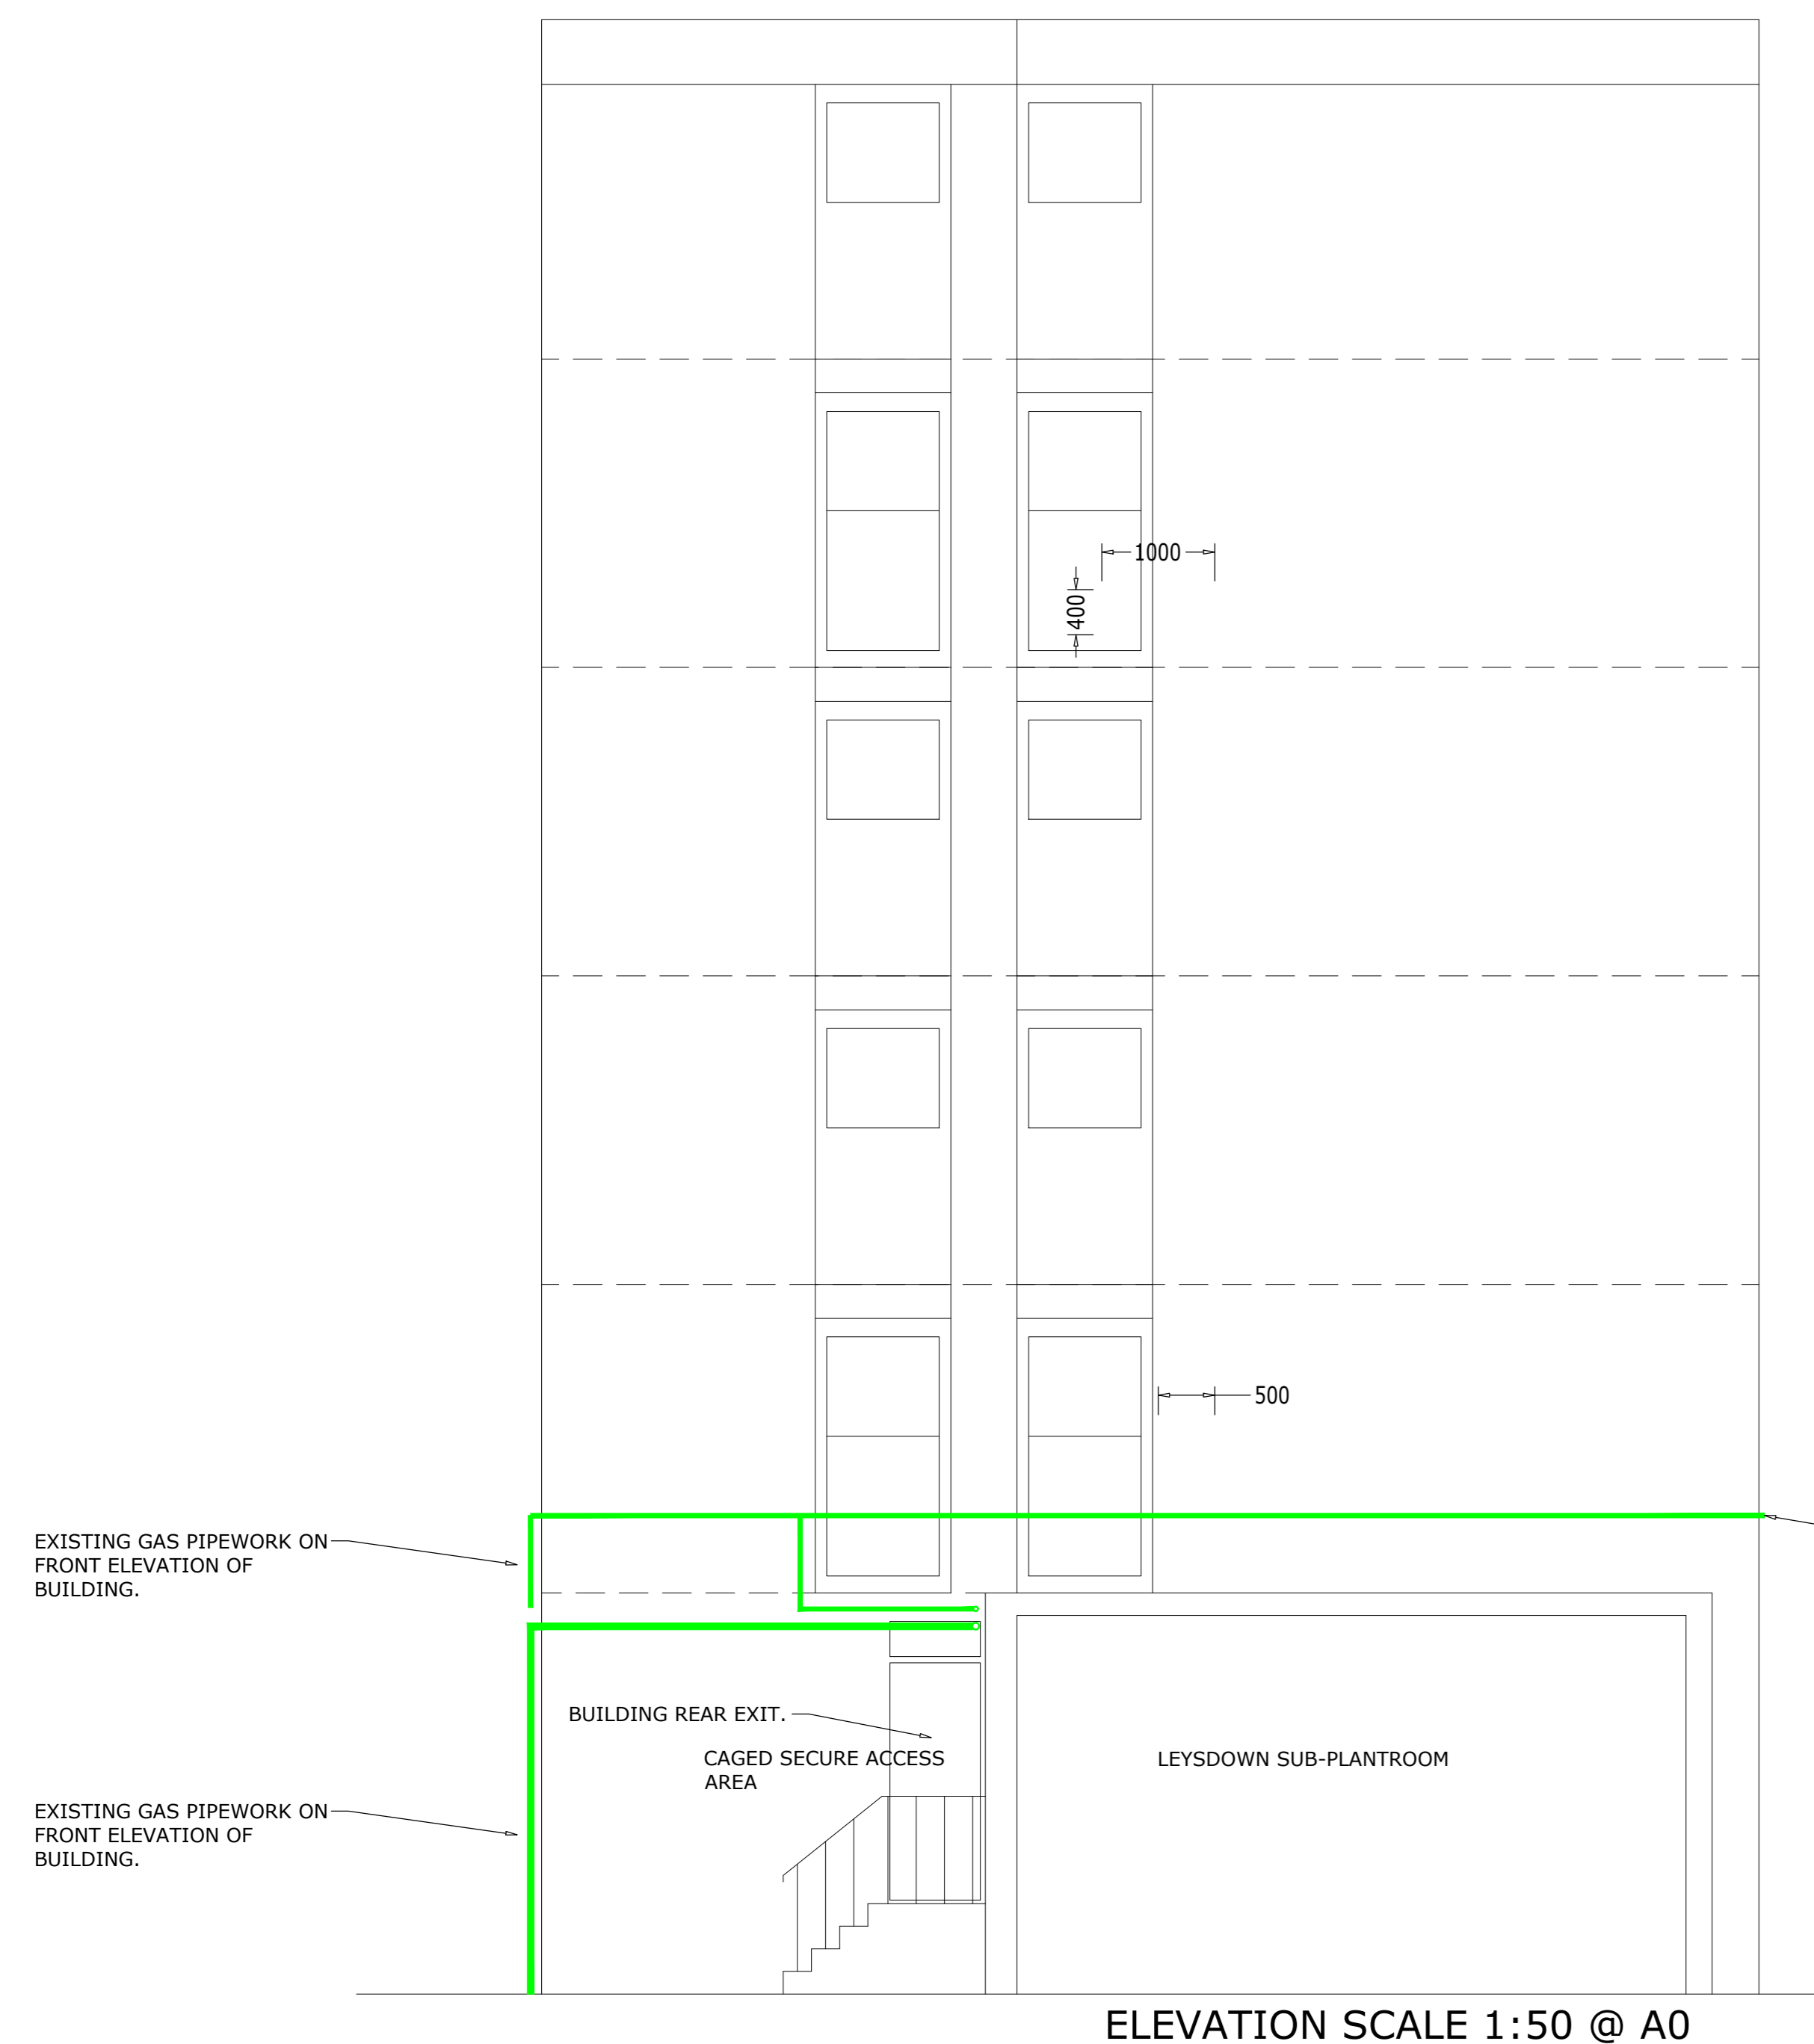 1000
400
500
EXISTING GAS PIPEWORK ON
FRONT ELEVATION OF
BUILDING.
BUILDING REAR EXIT.
CAGED SECURE ACCESS
AREA
LEYSDOWN SUB-PLANTROOM
EXISTING GAS PIPEWORK ON
FRONT ELEVATION OF
BUILDING.
ELEVATION SCALE 1:50 @ A0